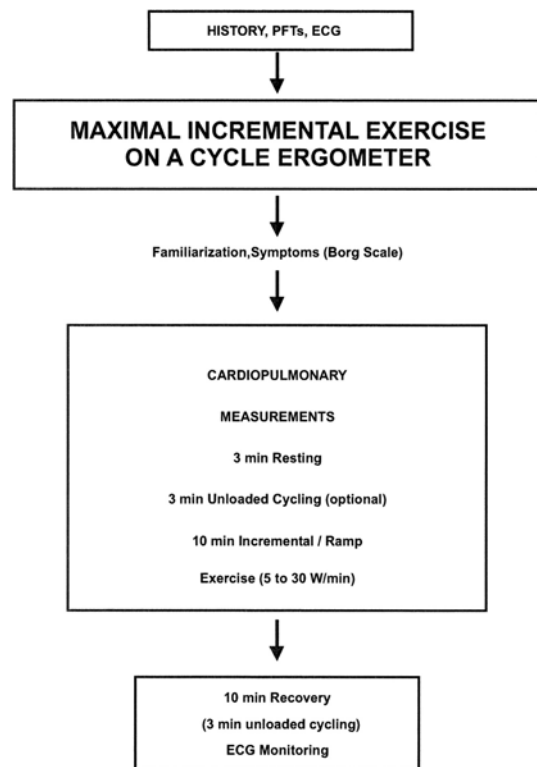 HISTORY, PFTs, ECG
MAXIMAL INCREMENTAL EXERCISE
ON A CYCLE ERGOMETER
Familiarization,Symptoms (Borg Scale)
CARDIOPULMONARY
MEASUREMENTS
3 min Resting
3 min Unloaded Cycling (optional)
10 min Incremental / Ramp
Exercise (5 to 30 W/min)
10 min Recovery
(3 min unloaded cycling)
ECG Monitoring